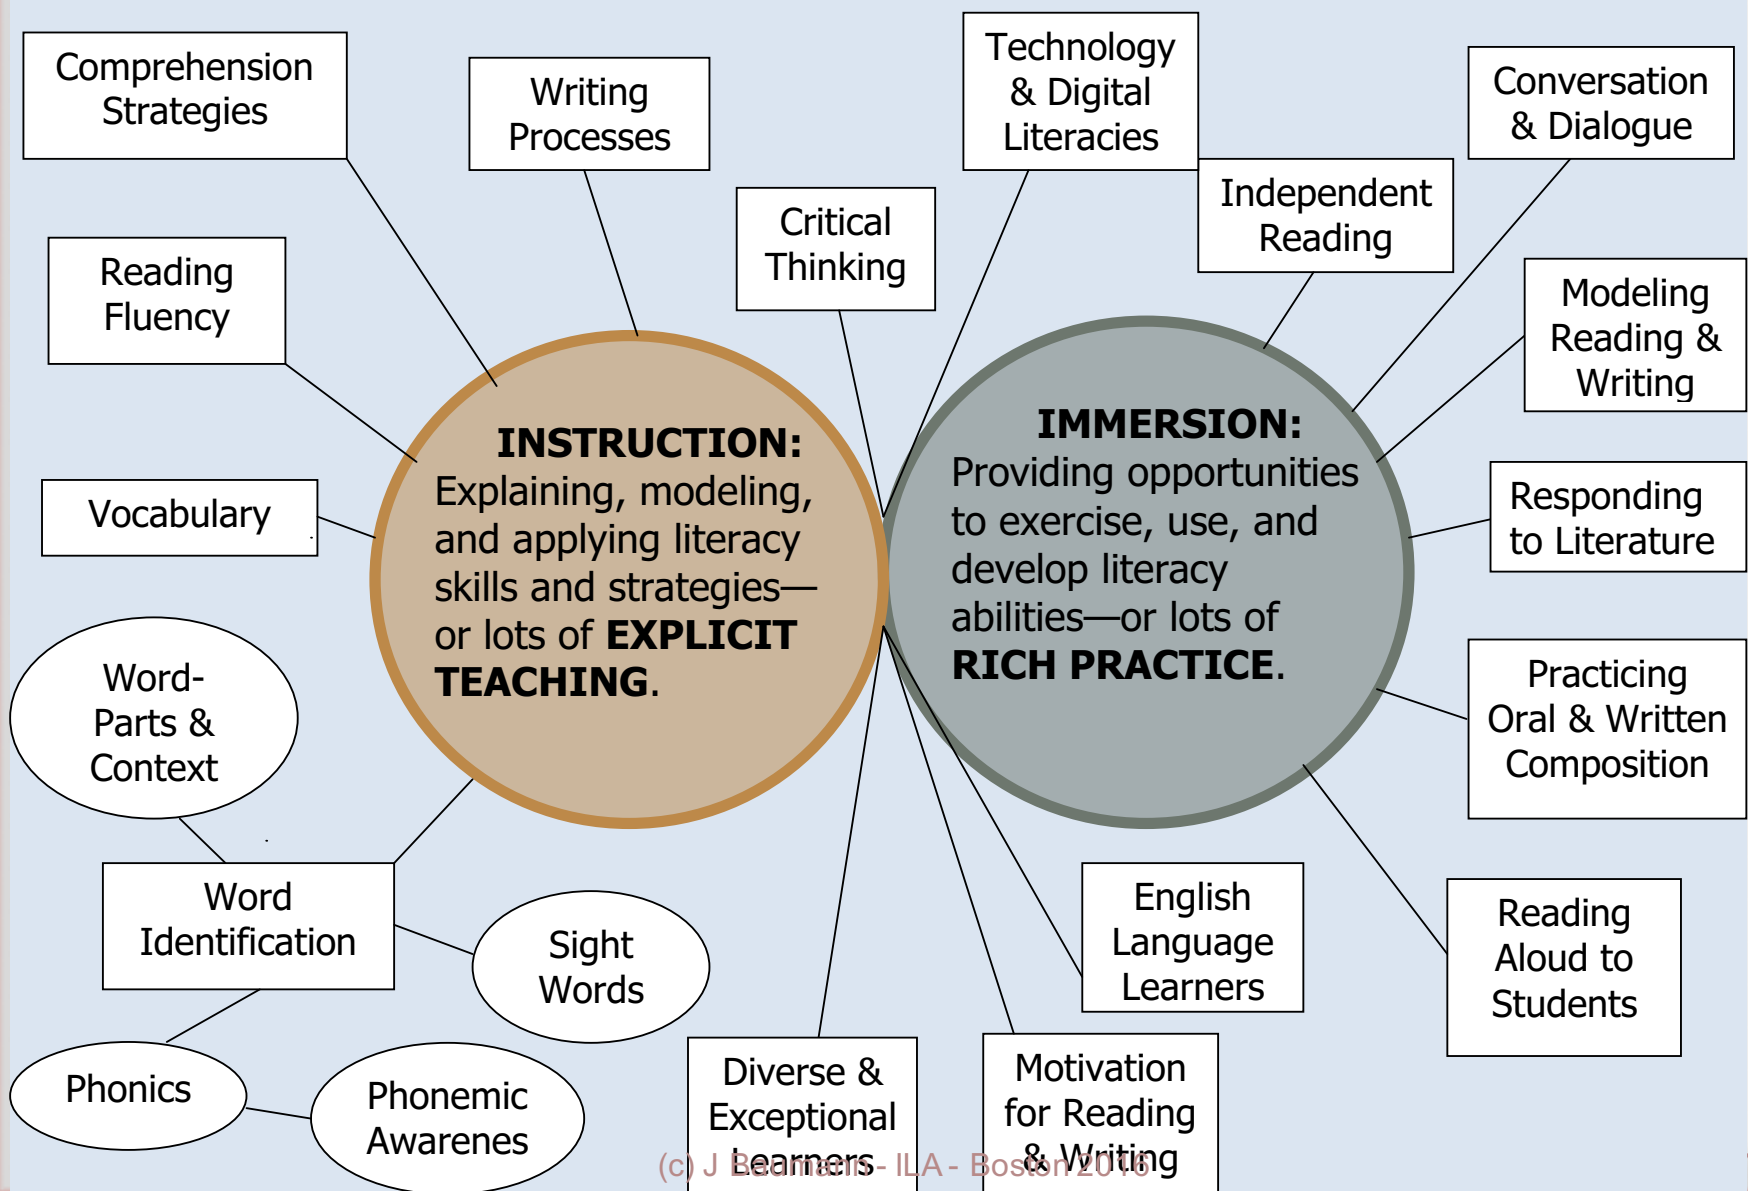 Comprehension
Strategies
Writing
Processes
Technology
& Digital
Literacies
Conversation
& Dialogue
Critical
Thinking
Independent
Reading
Reading
Fluency
Modeling
Reading &
Writing
Vocabulary
INSTRUCTION:
Explaining, modeling,
and applying literacy
skills and strategies—
or lots of EXPLICIT
TEACHING.
IMMERSION:
Providing opportunities
to exercise, use, and
develop literacy
abilities—or lots of
RICH PRACTICE.
Responding
to Literature
Word-
Parts &
Context
Practicing
Oral & Written
Composition
Word
Identification
Sight
Words
English
Language
Learners
Reading
Aloud to
Students
Phonics
Phonemic
Awarenes
Diverse &
Exceptional
Learners
Motivation
for Reading
& Writing
(c) J Baumann - ILA - Boston 2016